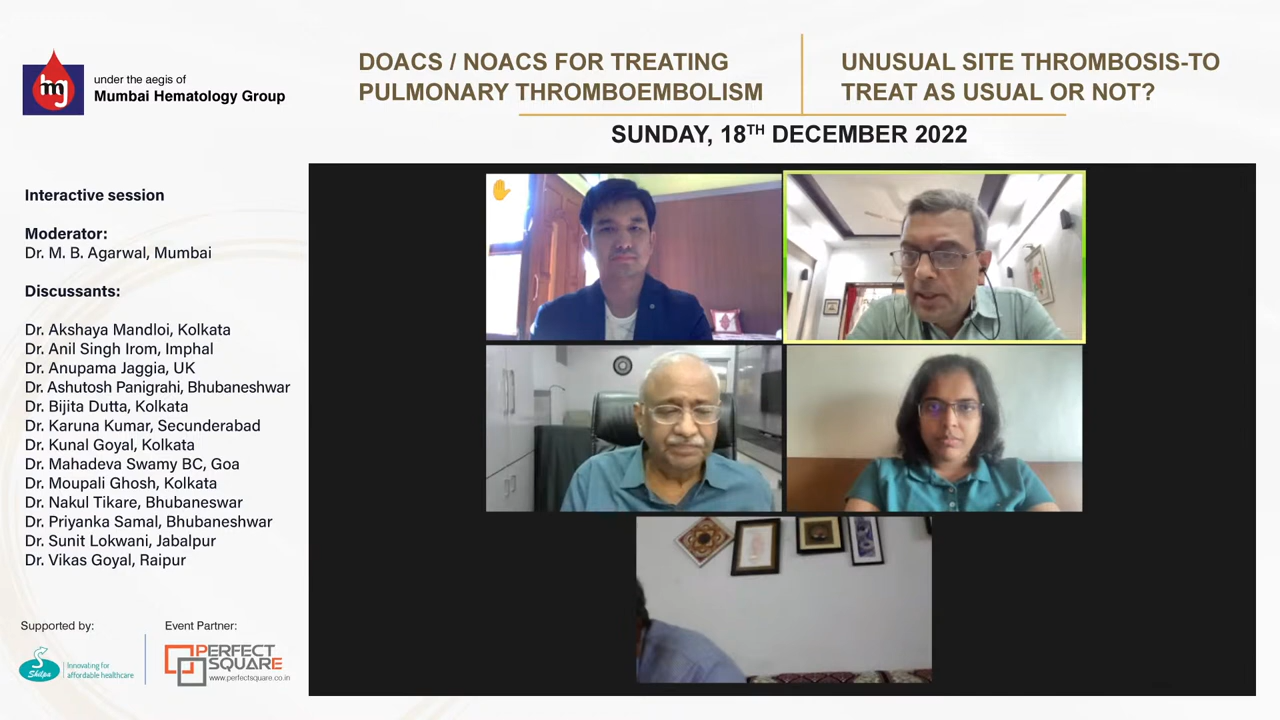 mg
under the aegis of
Mumbai Hematology Group
DOACS / NOACS FOR TREATING
PULMONARY THROMBOEMBOLISM
UNUSUAL SITE THROMBOSIS-TO
TREAT AS USUAL OR NOT?
SUNDAY, 18TH DECEMBER 2022
Interactive session
Moderator:
Dr. M. B. Agarwal, Mumbai
Discussants:
Dr. Akshaya Mandloi, Kolkata
Dr. Anil Singh Irom, Imphal
Dr. Anupama Jaggia, UK
Dr. Ashutosh Panigrahi, Bhubaneshwar
Dr. Bijita Dutta, Kolkata
Dr. Karuna Kumar, Secunderabad
Dr. Kunal Goyal, Kolkata
Dr. Mahadeva Swamy BC, Goa
Dr. Moupali Ghosh, Kolkata
Dr. Nakul Tikare, Bhubaneswar
Dr. Priyanka Samal, Bhubaneshwar
Dr. Sunit Lokwani, Jabalpur
Dr. Vikas Goyal, Raipur
Supported by:
Shilpa
Innovating for
affordable healthcare
Event Partner:
PERFECT
SQUARE
www.perfectsquare.co.in